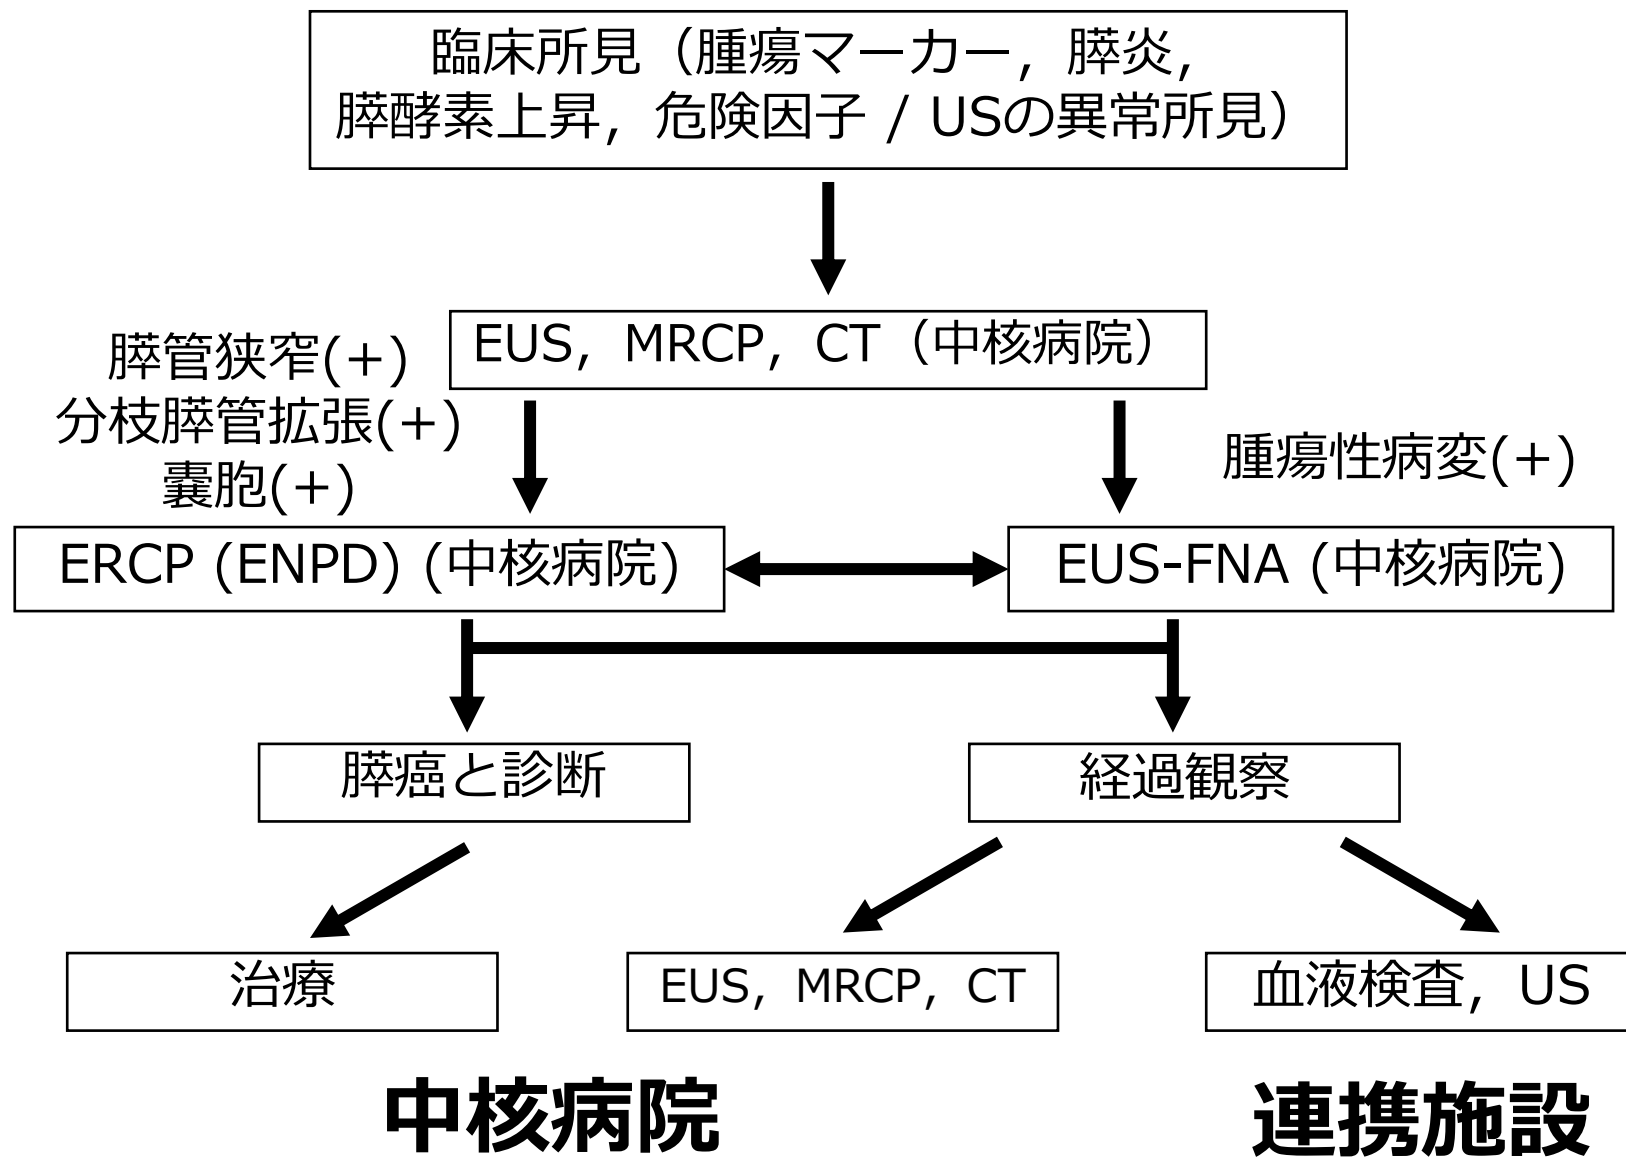 臨床所見（腫瘍マーカー，膵炎，
膵酵素上昇，危険因子 / USの異常所見）
EUS，MRCP，CT（中核病院）
膵管狭窄(+)
分枝膵管拡張(+)
嚢胞(+)
腫瘍性病変(+)
ERCP (ENPD) (中核病院)
EUS-FNA (中核病院)
膵癌と診断
経過観察
治療
EUS，MRCP，CT
血液検査，US
中核病院
連携施設